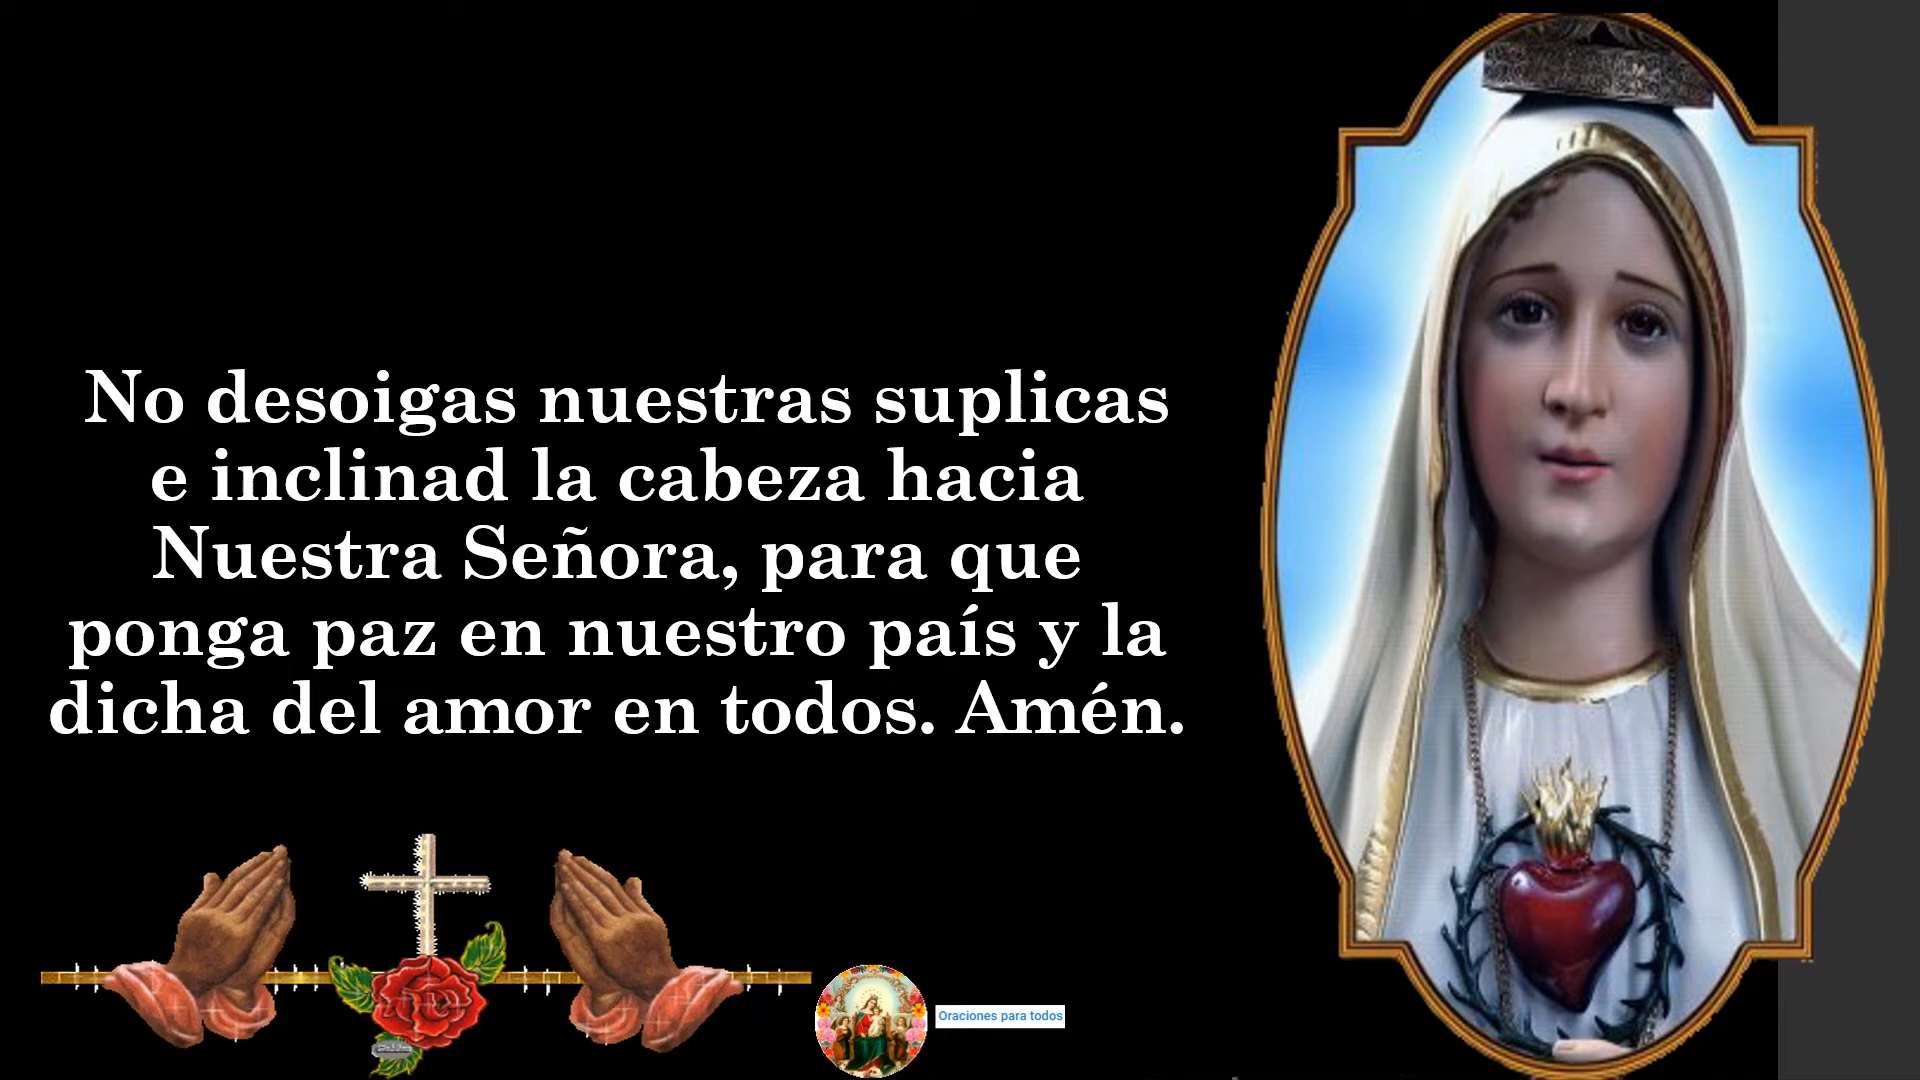 No desoigas nuestras suplicas
e inclinad la cabeza hacia
Nuestra Señora, para que
ponga paz en nuestro país y la
dicha del amor en todos. Amén.
Oraciones para todos